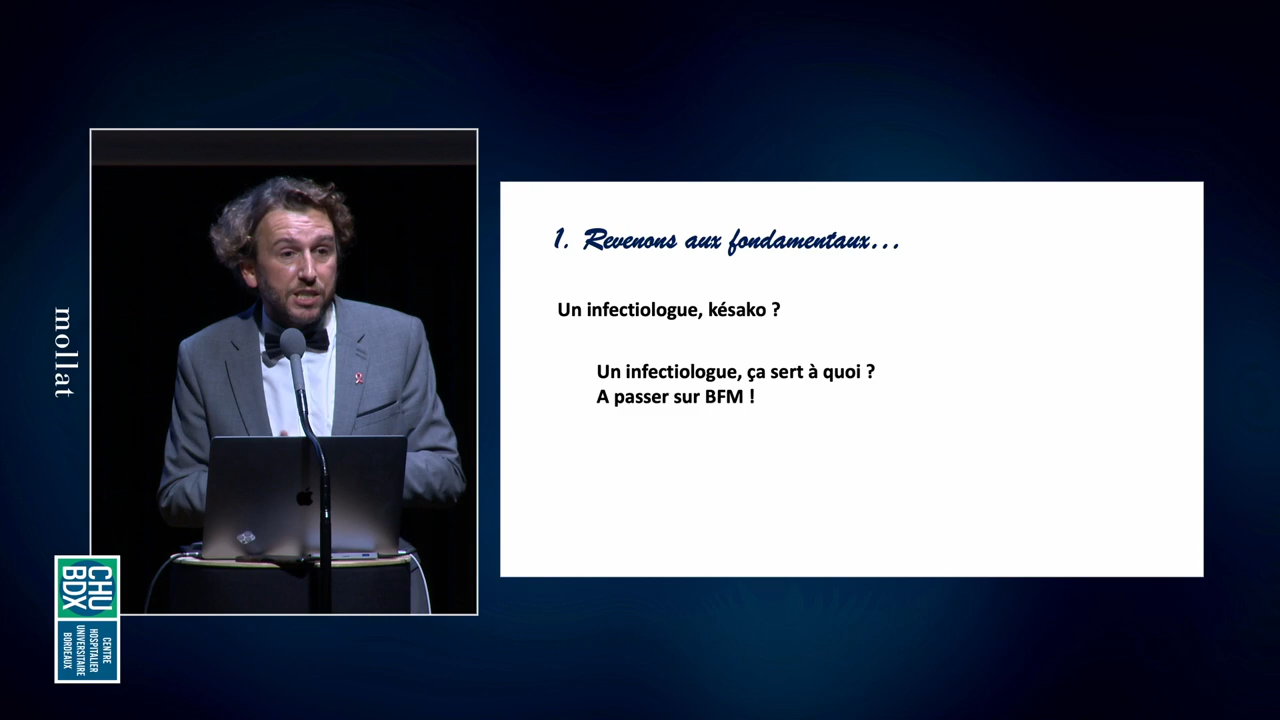 mollat
CHU
BDX
CENTRE
HOSPITALIER
UNIVERSITAIRE
BORDEAUX
1. Revenons aux fondamentaux...
Un infectiologue, késako ?
Un infectiologue, ça sert à quoi ?
A passer sur BFM !